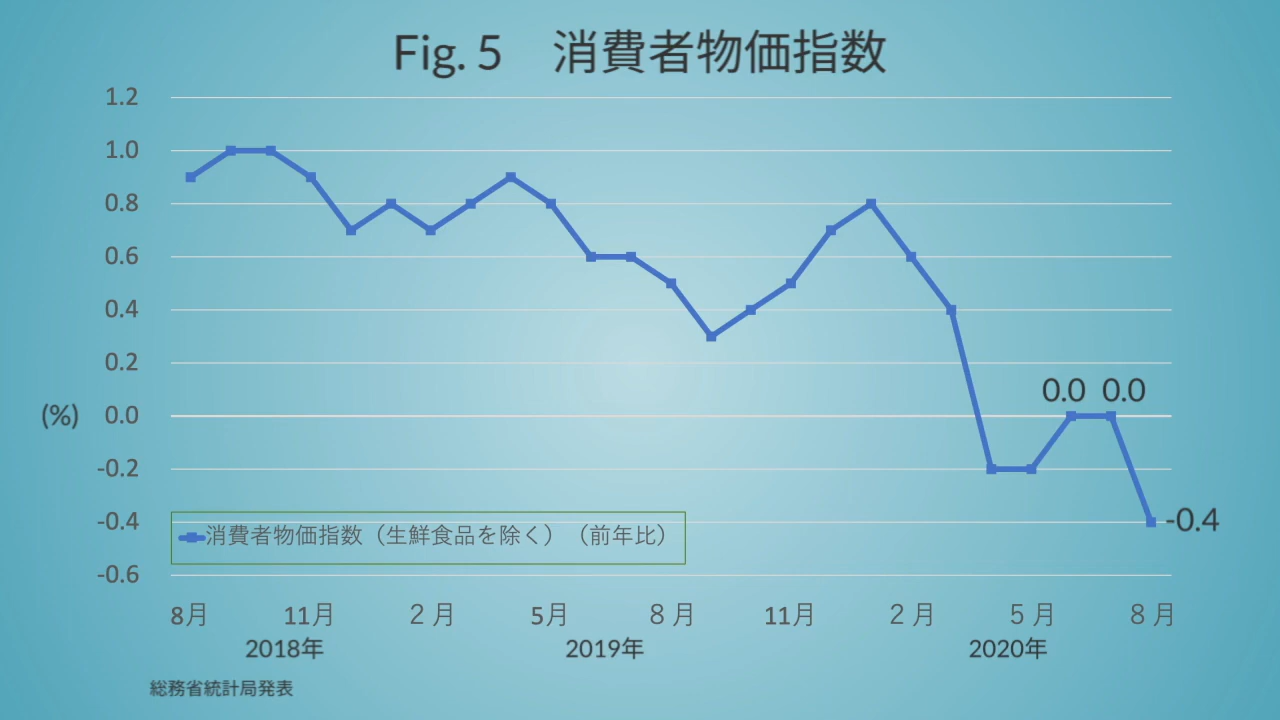 Fig. 5　消費者物価指数
1.2
1.0
0.8
0.6
0.4
0.2
(%) 0.0
-0.2
-0.4
-0.6
0.0 0.0
-0.4
消費者物価指数（生鮮食品を除く）（前年比）
8月 11月 2月 5月 8月 11月 2月 5月 8月
2018年 2019年 2020年
総務省統計局発表